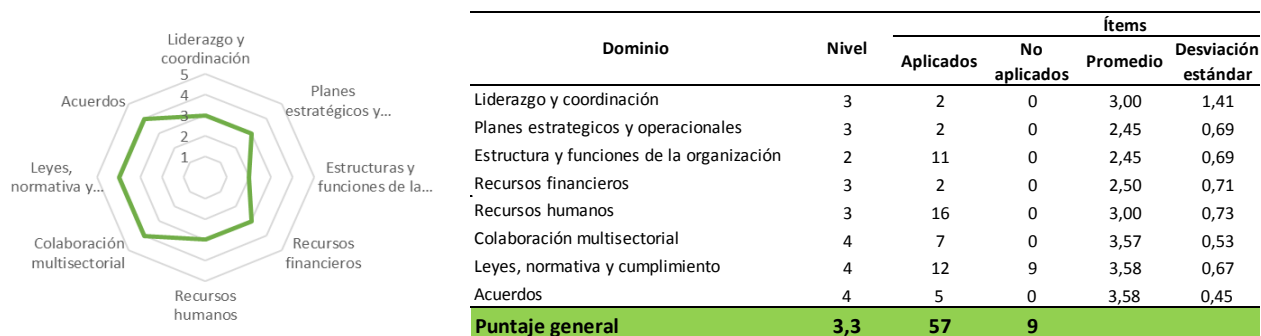 Liderazgo y
coordinación
Planes
estratégicos y...
Estructuras y
funciones de la...
Recursos
financieros
Recursos
humanos
Colaboración
multisectorial
Leyes,
normativa y...
Acuerdos
5
4
3
2
1
Dominio Nivel Ítems
Aplicados No aplicados Promedio Desviación estándar
Liderazgo y coordinación 3 2 0 3,00 1,41
Planes estrategicos y operacionales 3 2 0 2,45 0,69
Estructura y funciones de la organización 2 11 0 2,45 0,69
Recursos financieros 3 2 0 2,50 0,71
Recursos humanos 3 16 0 3,00 0,73
Colaboración multisectorial 4 7 0 3,57 0,53
Leyes, normativa y cumplimiento 4 12 9 3,58 0,67
Acuerdos 4 5 0 3,58 0,45
Puntaje general 3,3 57 9